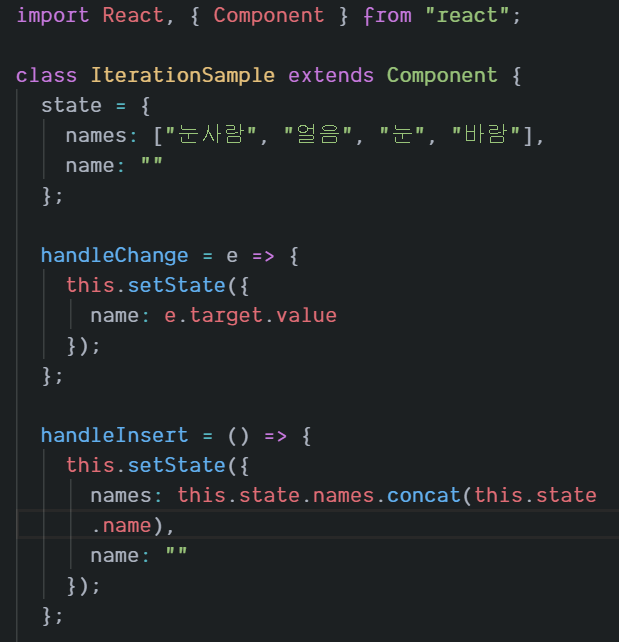 import React, { Component } from "react";
class IterationSample extends Component {
state = {
names: ["눈사람", "얼음", "눈", "바람"],
name: ""
};
handleChange = e => {
this.setState({
name: e.target.value
});
};
handleInsert = () => {
this.setState({
names: this.state.names.concat(this.state
.name),
name: ""
});
};